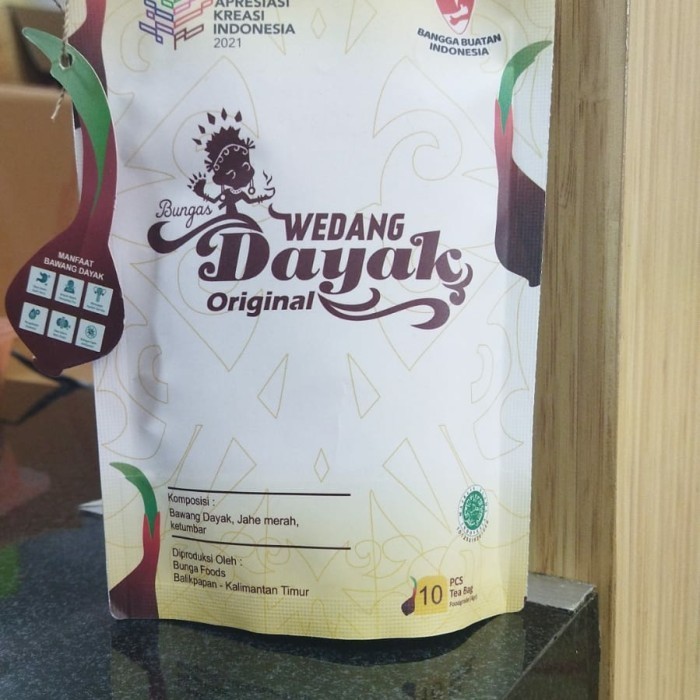 APRESIASI
KREASI
INDONESIA
2021
BANGGA BUATAN
INDONESIA
Bungas
WEDANG
Dayak
Original
MANFAAT
BAWANG DAYAK
Komposisi :
Bawang Dayak, Jahe merah,
ketumbar
Diproduksi Oleh :
Bunga Foods
Balikpapan - Kalimantan Timur
10 PCS
Tea Bag